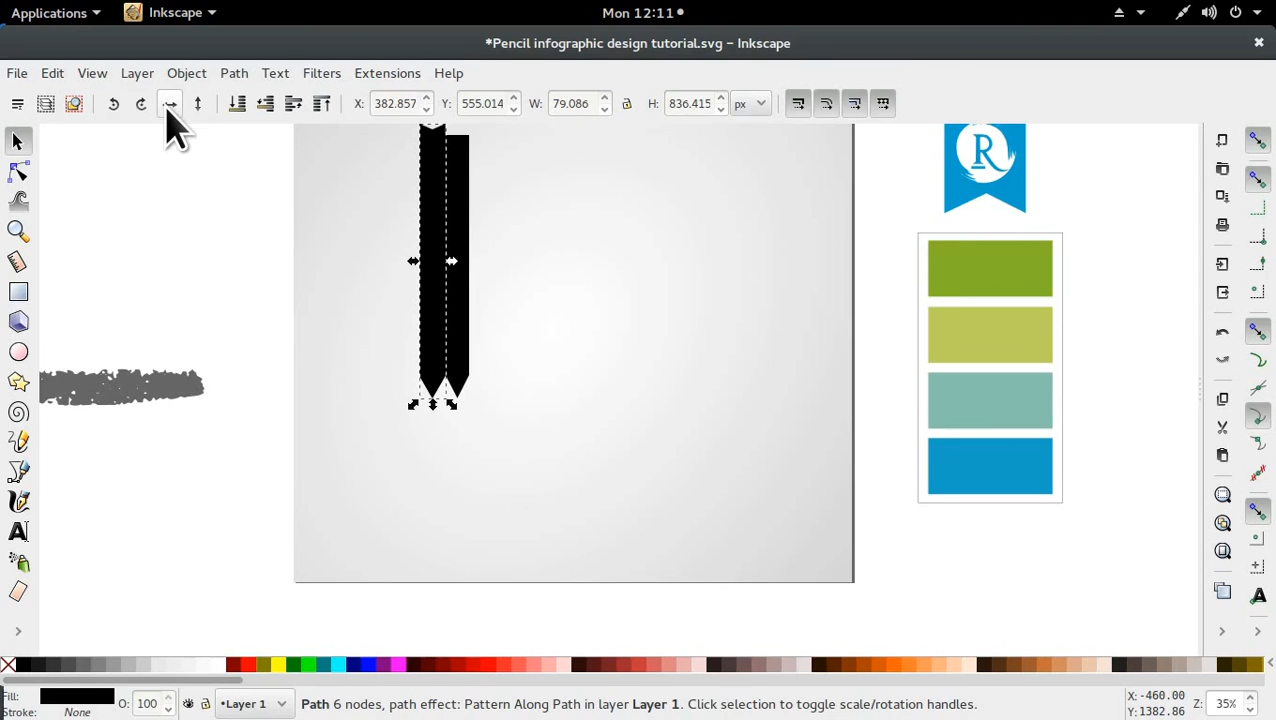 Applications Inkscape Mon 12:11
*Pencil infographic design tutorial.svg – Inkscape
File Edit View Layer Object Path Text Filters Extensions Help
X: 382.857 Y: 555.014 W: 79.086 H: 836.415 px
R
A
A
Fill: O: 100 •Layer 1 Path 6 nodes, path effect: Pattern Along Path in layer Layer 1. Click selection to toggle scale/rotation handles. X: -460.00 Z: 35%
Stroke: None Y: 1382.86